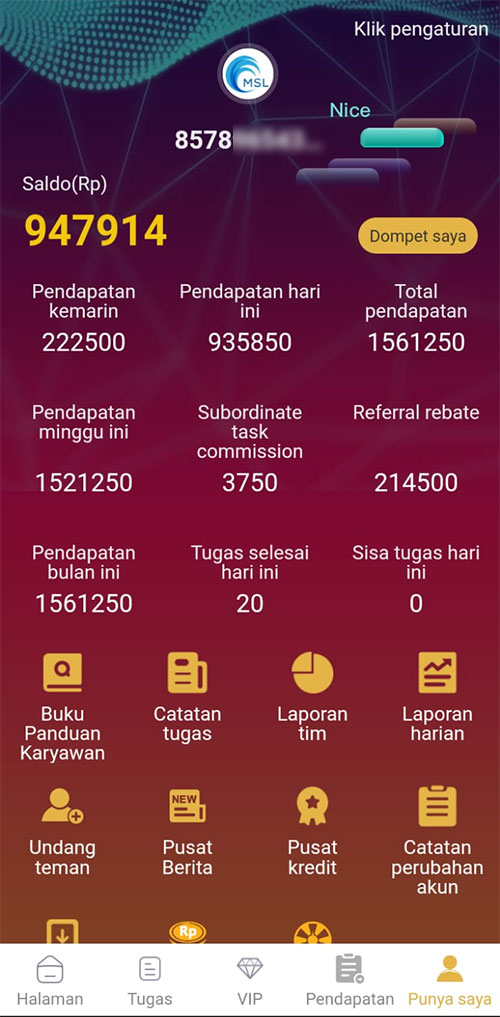 Klik pengaturan
MSL
Nice
8578
Saldo(Rp)
947914
Dompet saya
Pendapatan kemarin
222500
Pendapatan hari ini
935850
Total pendapatan
1561250
Pendapatan minggu ini
1521250
Subordinate task commission
3750
Referral rebate
214500
Pendapatan bulan ini
1561250
Tugas selesai hari ini
20
Sisa tugas hari ini
0
Buku Panduan Karyawan
Catatan tugas
Laporan tim
Laporan harian
Undang teman
NEW
Pusat Berita
Pusat kredit
Catatan perubahan akun
Rp
Halaman
Tugas
VIP
Pendapatan
Punya saya